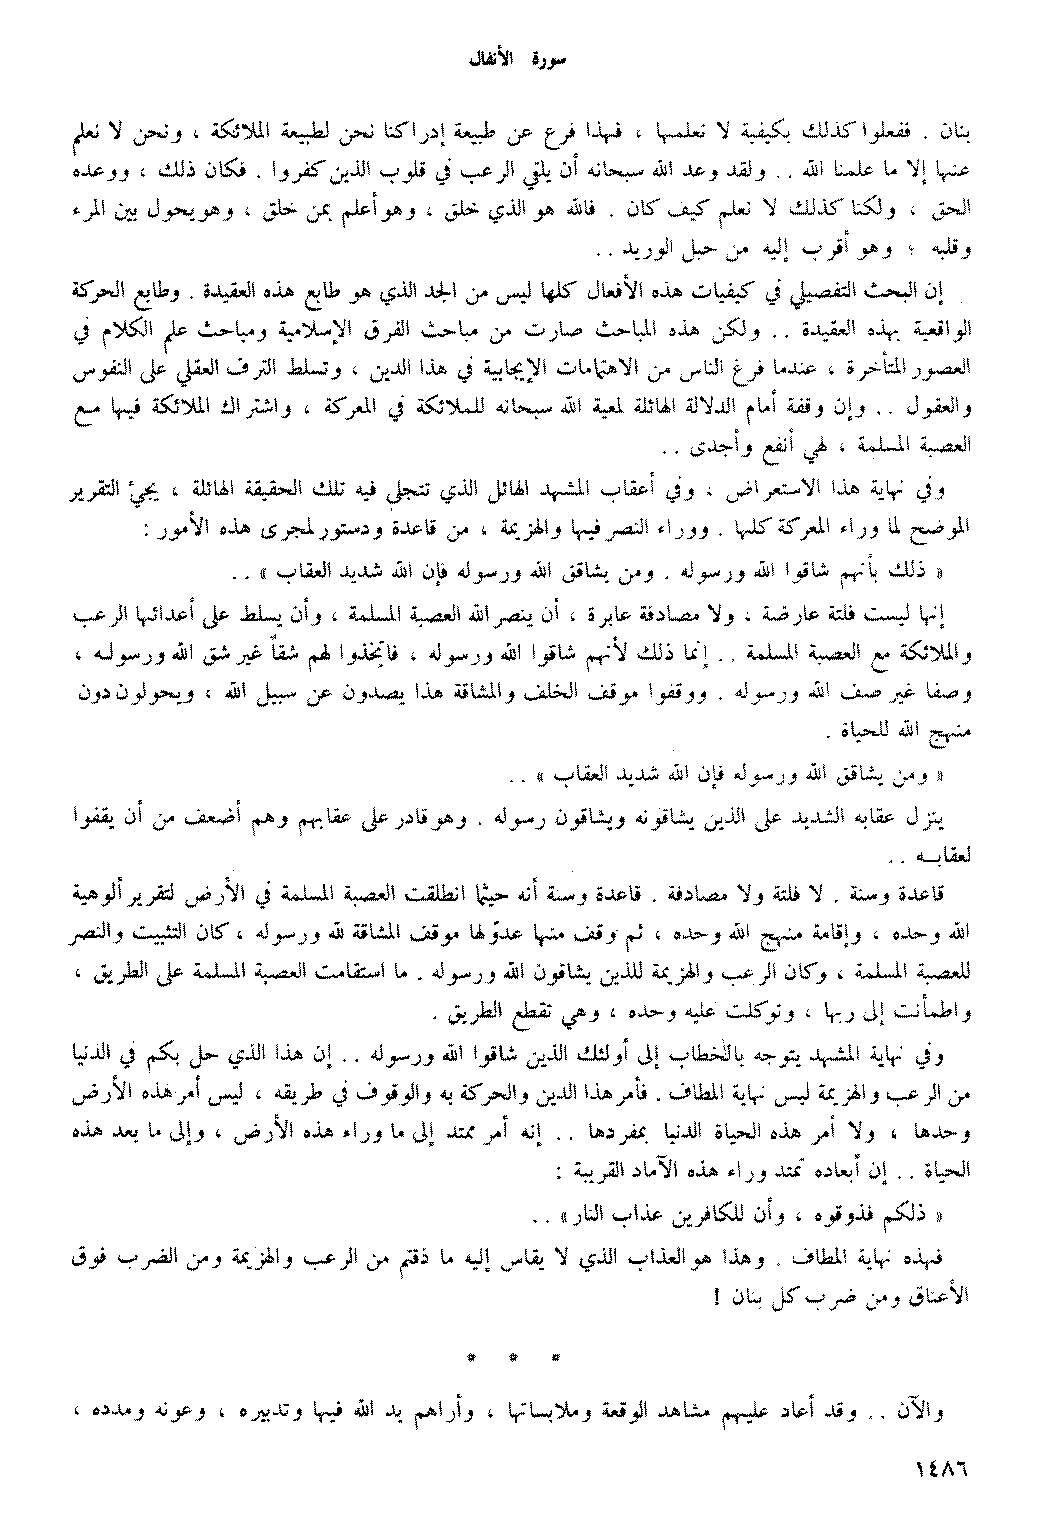 سورة الأنفال
بنان . ففعلوا كذلك بكيفية لا نعلمها ، فهذا فرع عن طبيعة إدراكنا نحن لطبيعة الملائكة ، ونحن لا نعلم
عنها إلا ما علمنا الله .. ولقد وعد الله سبحانه أن يلقي الرعب في قلوب الذين كفروا . فكان ذلك ، ووعده
الحق ، ولكنا كذلك لا نعلم كيف كان . فالله هو الذي خلق ، وهو أعلم بمن خلق ، وهو يحول بين المرء
وقلبه ؛ وهو أقرب إليه من حبل الوريد ..
إن البحث التفصيلي في كيفيات هذه الأفعال كلها ليس من الجد الذي هو طابع هذه العقيدة . وطابع الحركة
الواقعية بهذه العقيدة .. ولكن هذه المباحث صارت من مباحث الفرق الإسلامية ومباحث علم الكلام في
العصور المتأخرة ، عندما فرغ الناس من الاهتمامات الإيجابية في هذا الدين ، وتسلط الترف العقلي على النفوس
والعقول .. وإن وقفة أمام الدلالة الهائلة لمعية الله سبحانه للملائكة في المعركة ، واشتراك الملائكة فيها مع
العصبة المسلمة ، لهي أنفع وأجدى ..
وفي نهاية هذا الاستعراض ، وفي أعقاب المشهد الهائل الذي تتجلى فيه تلك الحقيقة الهائلة ، يجيُ التقرير
الموضح لما وراء المعركة كلها . ووراء النصر فيها والهزيمة ، من قاعدة ودستور لمجرى هذه الأمور :
« ذلك بأنهم شاقوا الله ورسوله . ومن يشاقق الله ورسوله فإن الله شديد العقاب » ..
إنها ليست فلتة عارضة ، ولا مصادفة عابرة ، أن ينصر الله العصبة المسلمة ، وأن يسلط على أعدائها الرعب
والملائكة مع العصبة المسلمة .. إنما ذلك لأنهم شاقوا الله ورسوله ، فاتخذوا لهم شقاً غير شق الله ورسوله ،
وصفا غير صف الله ورسوله . ووقفوا موقف الخلف والمشاقة هذا يصدون عن سبيل الله ، ويحولون دون
منهج الله للحياة .
« ومن يشاقق الله ورسوله فإن الله شديد العقاب » ..
ينزل عقابه الشديد على الذين يشاقونه ويشاقون رسوله . وهو قادر على عقابهم وهم أضعف من أن يقفوا
لعقابه ..
قاعدة وسنة . لا فلتة ولا مصادفة . قاعدة وسنة أنه حيثما انطلقت العصبة المسلمة في الأرض لتقرير ألوهية
الله وحده ، وإقامة منهج الله وحده ، ثم وقف منها عدوّ لها موقف المشاقة لله ورسوله ، كان التثبيت والنصر
للعصبة المسلمة ، وكان الرعب والهزيمة للذين يشاقون الله ورسوله . ما استقامت العصبة المسلمة على الطريق ،
واطمأنت إلى ربها ، وتوكلت عليه وحده ، وهي تقطع الطريق .
وفي نهاية المشهد يتوجه بالخطاب إلى أولئك الذين شاقوا الله ورسوله .. إن هذا الذي حل بكم في الدنيا
من الرعب والهزيمة ليس نهاية المطاف . فأمر هذا الدين والحركة به والوقوف في طريقه ، ليس أمر هذه الأرض
وحدها ، ولا أمر هذه الحياة الدنيا بمفردها .. إنه أمر ممتد إلى ما وراء هذه الأرض ، وإلى ما بعد هذه
الحياة .. إن أبعاده تمتد وراء هذه الآماد القريبة :
« ذلكم فذوقوه ، وأن للكافرين عذاب النار» ..
فهذه نهاية المطاف . وهذا هو العذاب الذي لا يقاس إليه ما ذقتم من الرعب والهزيمة ومن الضرب فوق
الأعناق ومن ضرب كل بنان !
* * *
والآن .. وقد أعاد عليهم مشاهد الوقعة وملابساتها ، وأراهم يد الله فيها وتدبيره ، وعونه ومدده ،
١٤٨٦